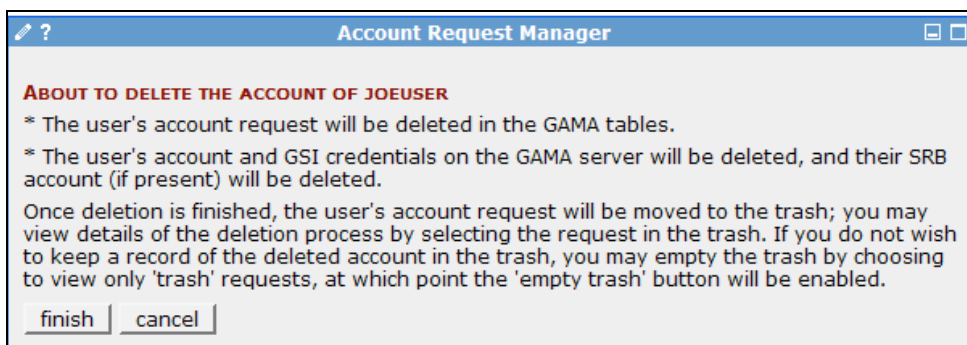 ?
Account Request Manager
ABOUT TO DELETE THE ACCOUNT OF JOEUSER
* The user's account request will be deleted in the GAMA tables.
* The user's account and GSI credentials on the GAMA server will be deleted, and their SRB
account (if present) will be deleted.
Once deletion is finished, the user's account request will be moved to the trash; you may
view details of the deletion process by selecting the request in the trash. If you do not wish
to keep a record of the deleted account in the trash, you may empty the trash by choosing
to view only 'trash' requests, at which point the 'empty trash' button will be enabled.
finish cancel